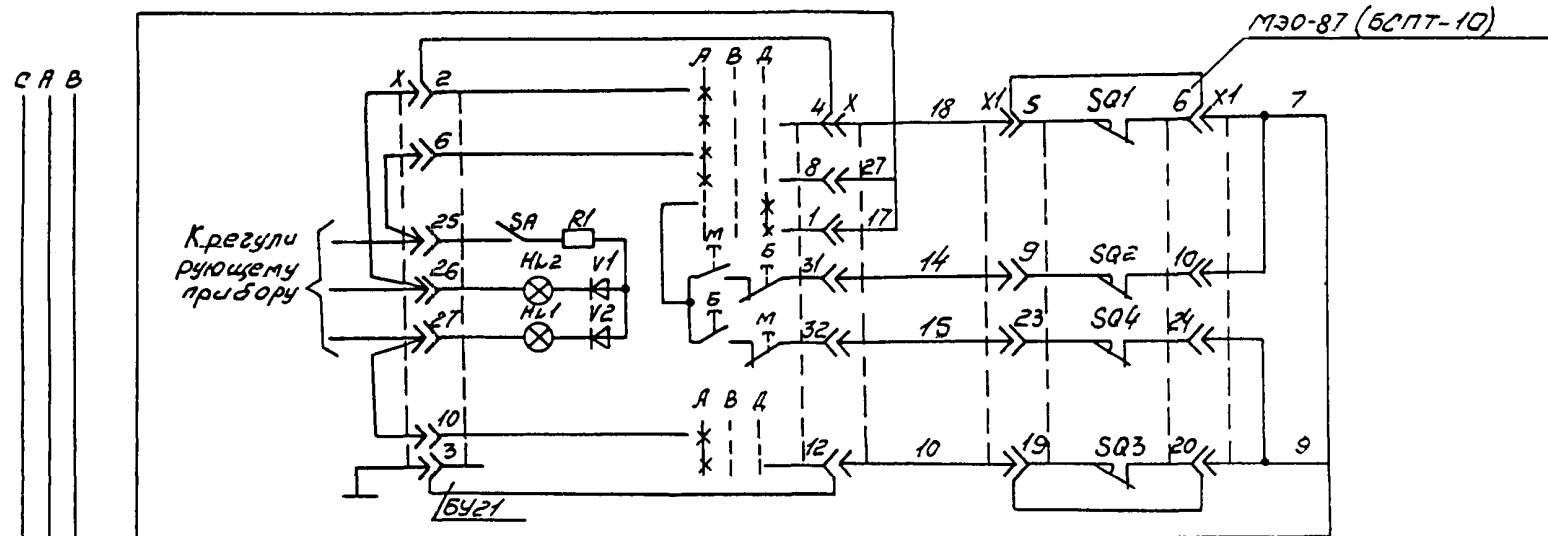 МЭО-87 (БСПТ-10)
С А В
Х 2
А В Д
4 Х 18 Х1 5 SQ1 6 Х1 7
6
8 27
1 17
25 SA R1
К регули
рующему
прибору
26 HL2 V1
27 HL1 V2
М Б 31 14 9 SQ2 10
Б М 32 15 23 SQ4 24
А В Д
10
3 12 10 19 SQ3 20 9
БУ21